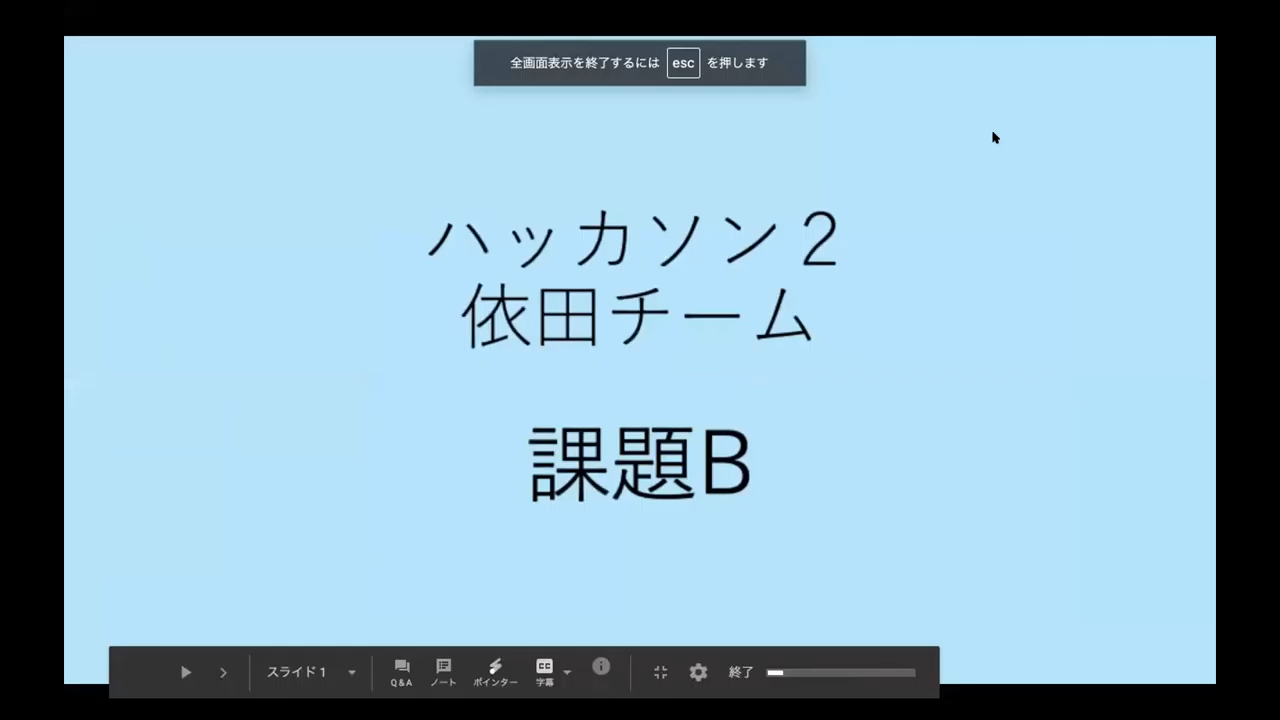 全画面表示を終了するには esc を押します
ハッカソン２
依田チーム
課題B
スライド 1
Q&A
ノート
ポインター
CC
字幕
終了